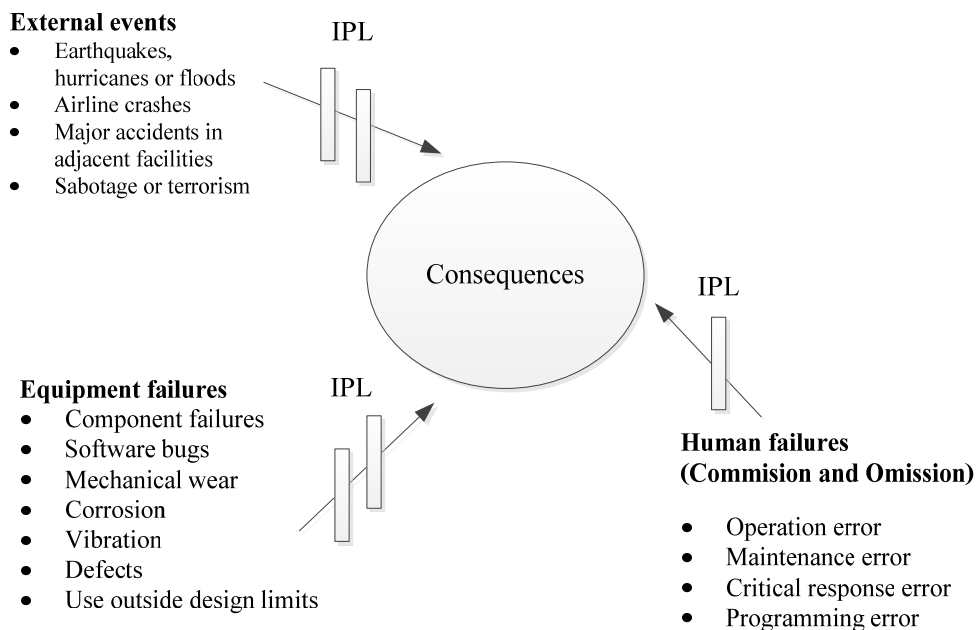 External events
IPL
• Earthquakes,
hurricanes or floods
• Airline crashes
• Major accidents in
adjacent facilities
• Sabotage or terrorism
Consequences
IPL
Equipment failures
IPL
• Component failures
• Software bugs
• Mechanical wear
• Corrosion
• Vibration
• Defects
• Use outside design limits
Human failures
(Commision and Omission)
• Operation error
• Maintenance error
• Critical response error
• Programming error